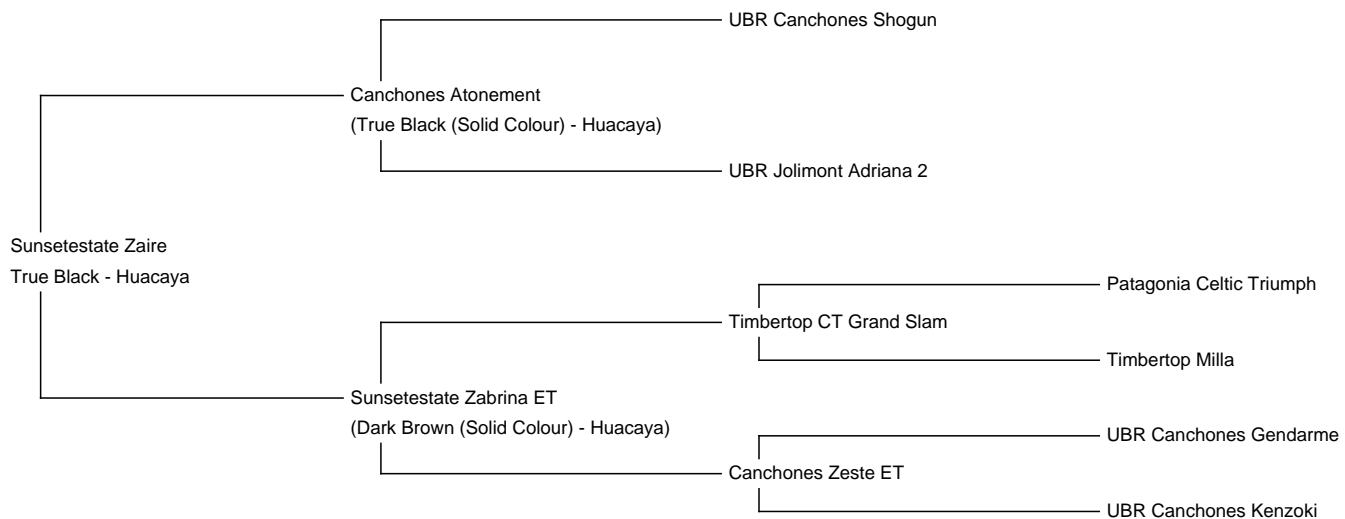 UBR Canchones Shogun
Canchones Atonement
(True Black (Solid Colour) - Huacaya)
UBR Jolimont Adriana 2
Sunsetestate Zaire
True Black - Huacaya
Patagonia Celtic Triumph
Timbertop CT Grand Slam
Timbertop Milla
Sunsetestate Zabrina ET
(Dark Brown (Solid Colour) - Huacaya)
UBR Canchones Gendarme
Canchones Zeste ET
UBR Canchones Kenzoki